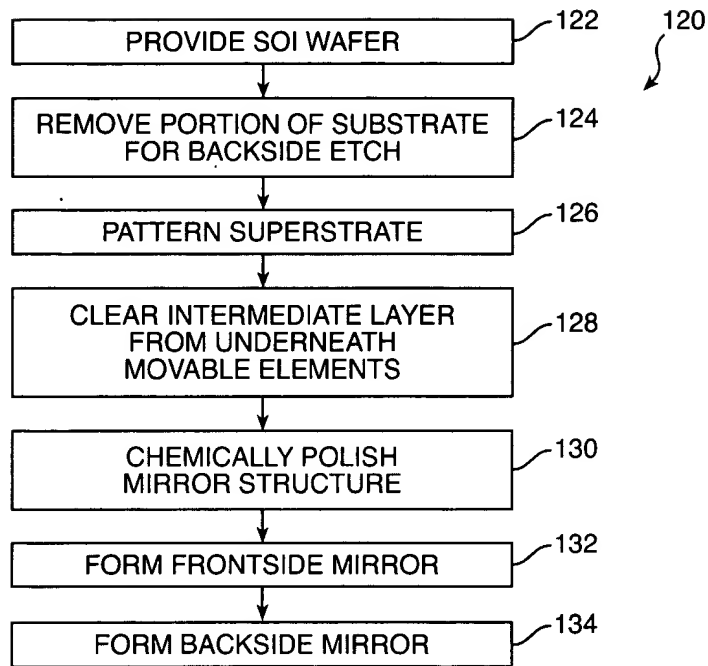 PROVIDE SOI WAFER
122
120
REMOVE PORTION OF SUBSTRATE
FOR BACKSIDE ETCH
124
PATTERN SUPERSTRATE
126
CLEAR INTERMEDIATE LAYER
FROM UNDERNEATH
MOVABLE ELEMENTS
128
CHEMICALLY POLISH
MIRROR STRUCTURE
130
FORM FRONTSIDE MIRROR
132
FORM BACKSIDE MIRROR
134